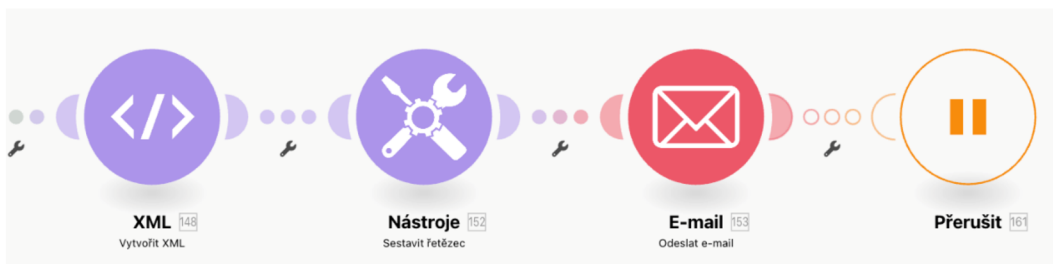 XML 148
Vytvořit XML
Nástroje 152
Sestavit řetězec
E-mail 153
Odeslat e-mail
Přerušit 161